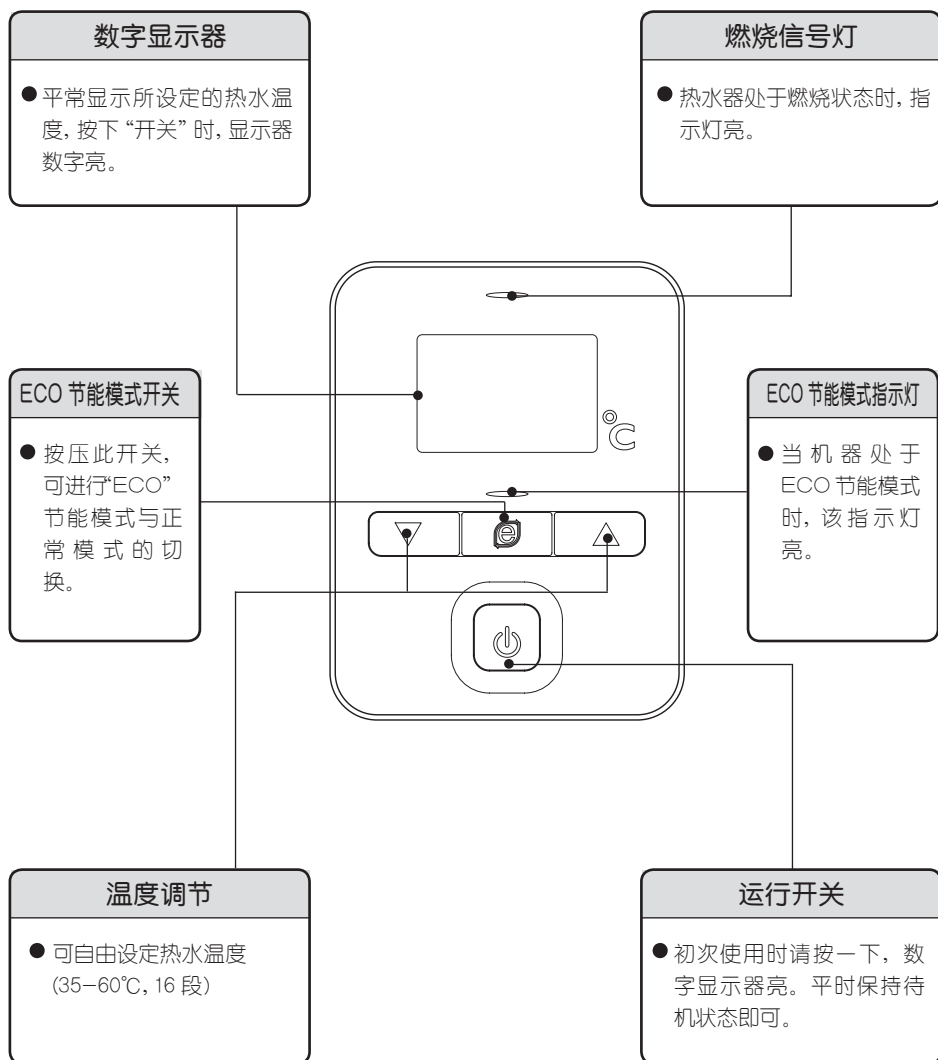 数字显示器
●平常显示所设定的热水温
度,按下“开关”时,显示器
数字亮。
燃烧信号灯
●热水器处于燃烧状态时,指
示灯亮。
℃
ECO 节能模式开关
●按压此开关,
可进行“ECO”
节能模式与正
常模式的切
换。
ECO 节能模式指示灯
●当机器处于
ECO 节能模式
时,该指示灯
亮。
e
温度调节
●可自由设定热水温度
(35-60℃, 16 段)
运行开关
●初次使用时请按一下,数
字显示器亮。平时保持待
机状态即可。